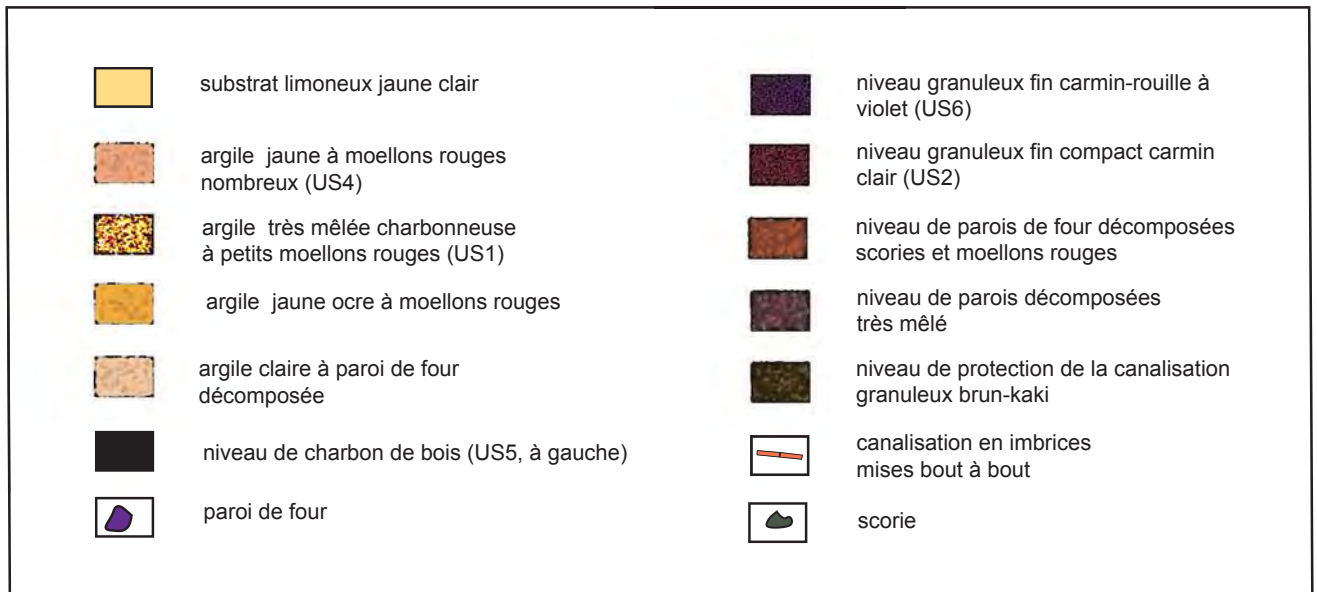 substrat limoneux jaune clair
argile jaune à moellons rouges
nombreux (US4)
argile très mêlée charbonneuse
à petits moellons rouges (US1)
argile jaune ocre à moellons rouges
argile claire à paroi de four
décomposée
niveau de charbon de bois (US5, à gauche)
paroi de four
niveau granuleux fin carmin-rouille à
violet (US6)
niveau granuleux fin compact carmin
clair (US2)
niveau de parois de four décomposées
scories et moellons rouges
niveau de parois décomposées
très mêlé
niveau de protection de la canalisation
granuleux brun-kaki
canalisation en imbrices
mises bout à bout
scorie